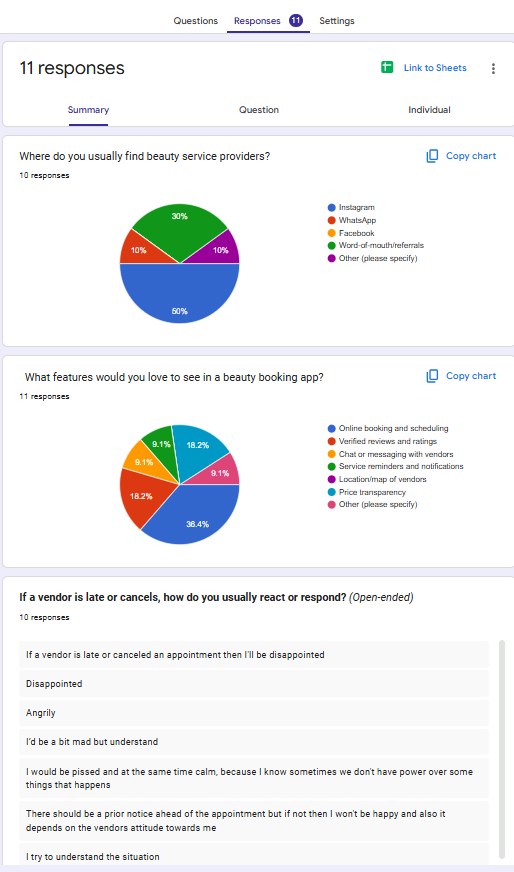 Questions
Responses 11
Settings
11 responses
Link to Sheets
Summary
Question
Individual
Where do you usually find beauty service providers?
Copy chart
10 responses
30%
10%
10%
50%
Instagram
WhatsApp
Facebook
Word-of-mouth/referrals
Other (please specify)
What features would you love to see in a beauty booking app?
Copy chart
11 responses
9.1%
18.2%
9.1%
9.1%
18.2%
36.4%
Online booking and scheduling
Verified reviews and ratings
Chat or messaging with vendors
Service reminders and notifications
Location/map of vendors
Price transparency
Other (please specify)
If a vendor is late or cancels, how do you usually react or respond? (Open-ended)
10 responses
If a vendor is late or canceled an appointment then I'll be disappointed
Disappointed
Angrily
I'd be a bit mad but understand
I would be pissed and at the same time calm, because I know sometimes we don't have power over some
things that happens
There should be a prior notice ahead of the appointment but if not then I won't be happy and also it
depends on the vendors attitude towards me
I try to understand the situation